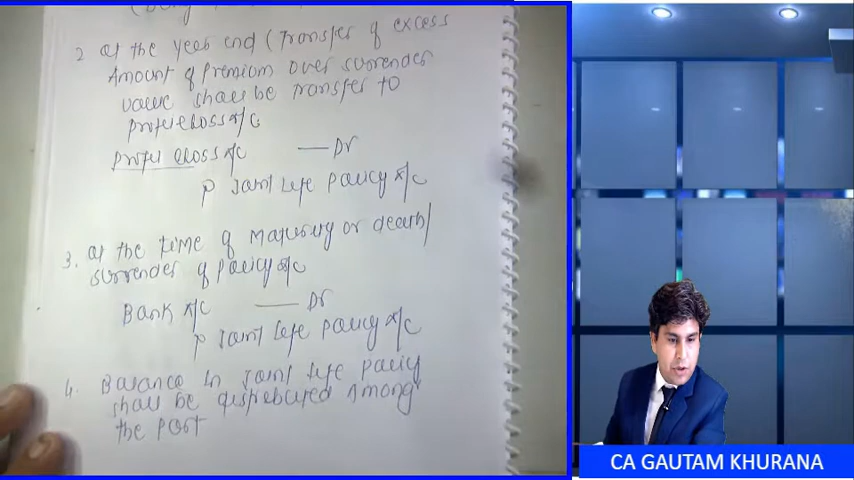 2 at the year end (Transfer of excess
Amount of Premium over surrender
value shall be transfer to
Profit & Loss A/c
Profit & Loss A/c — Dr
Joint Life Policy A/c
3. at the time of maturity or death/
surrender of policy A/c
Bank A/c — Dr
Joint Life Policy A/c
4. Balance in Joint Life Policy
shall be distributed Among
the Part
CA GAUTAM KHURANA